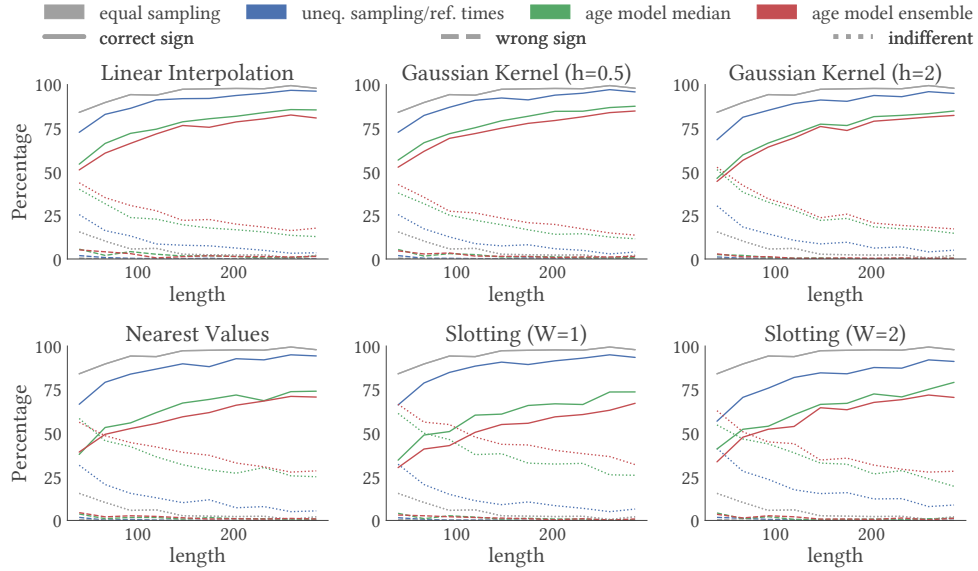 equal sampling uneq. sampling/ref. times age model median age model ensemble
correct sign wrong sign indifferent
Linear Interpolation Gaussian Kernel (h=0.5) Gaussian Kernel (h=2)
Percentage
100
75
50
25
0
100 200 100 200 100 200
length length length
Nearest Values Slotting (W=1) Slotting (W=2)
Percentage
100
75
50
25
0
100 200 100 200 100 200
length length length